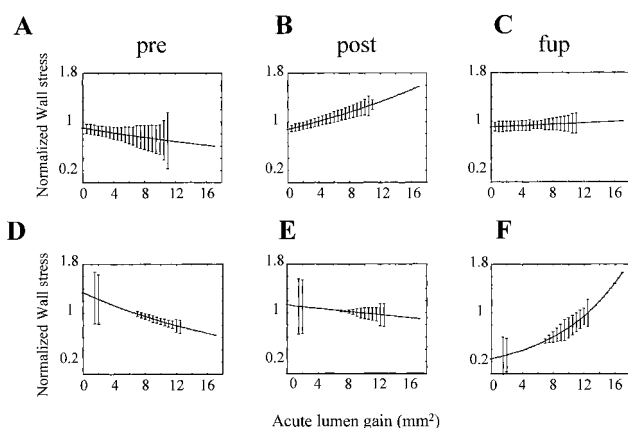 A pre B post C fup
Normalized Wall stress
1.8 1.8 1.8
1 1 1
0.2 0.2 0.2
0 4 8 12 16 0 4 8 12 16 0 4 8 12 16
D E F
Normalized Wall stress
1.8 1.8 1.8
1 1 1
0.2 0.2 0.2
0 4 8 12 16 0 4 8 12 16 0 4 8 12 16
Acute lumen gain (mm²)